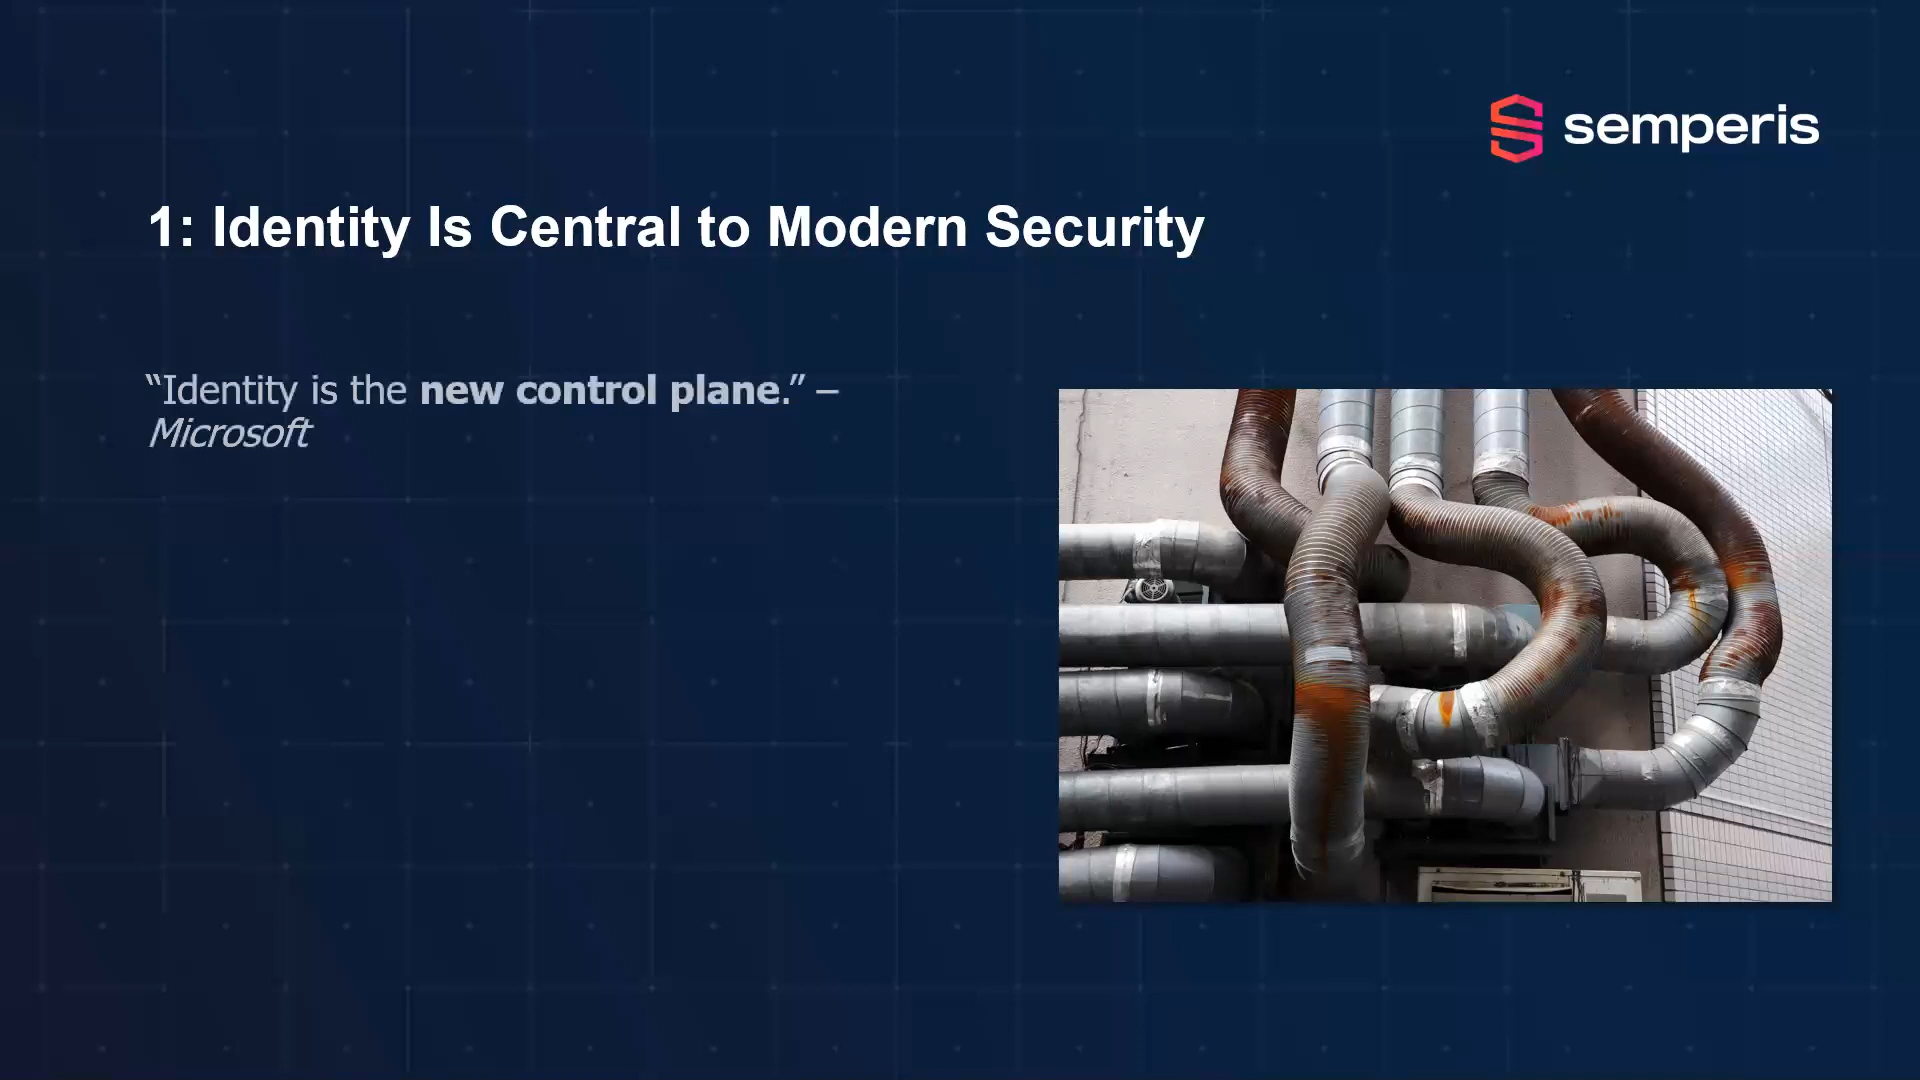 semperis
1: Identity Is Central to Modern Security
“Identity is the new control plane.” –
Microsoft